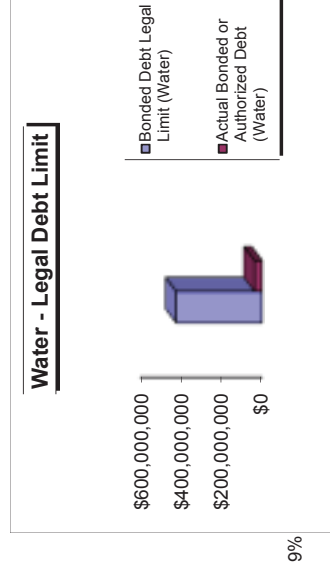 Water - Legal Debt Limit
$600,000,000
$400,000,000
$200,000,000
$0
Bonded Debt Legal
Limit (Water)
Actual Bonded or
Authorized Debt
(Water)
9%